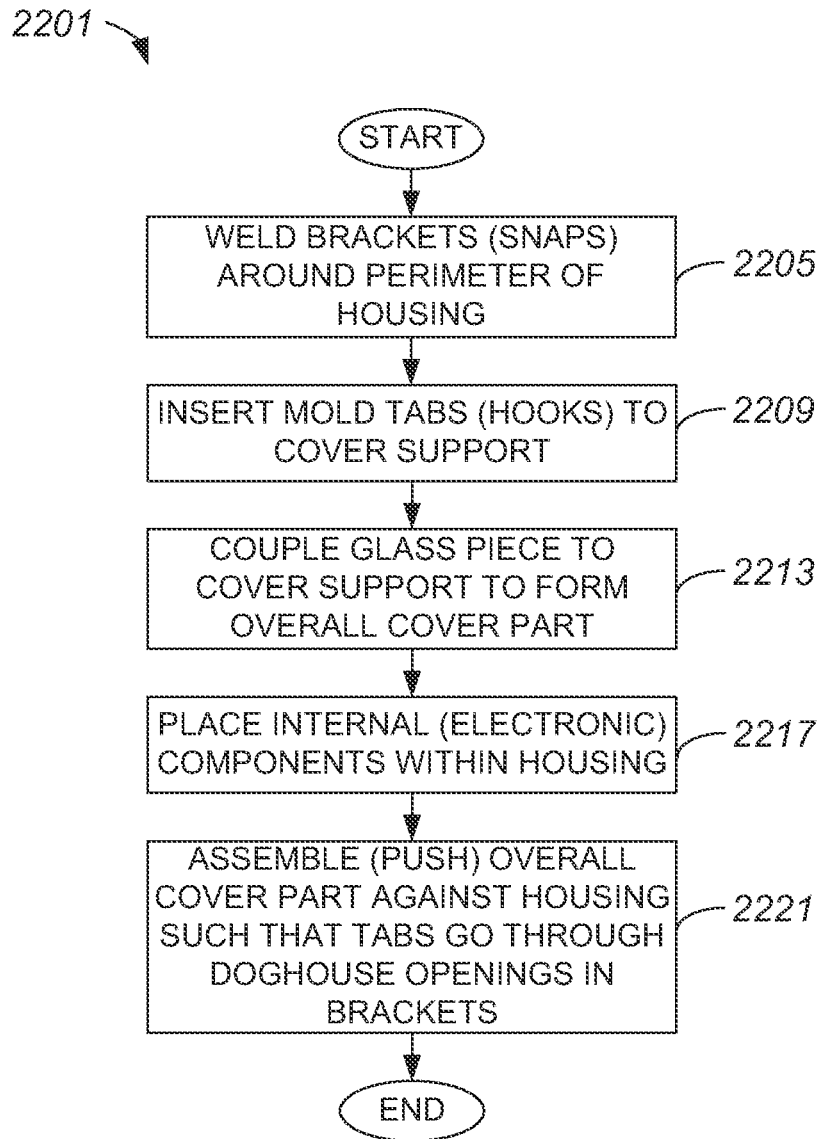 2201
START
WELD BRACKETS (SNAPS)
AROUND PERIMETER OF
HOUSING
2205
INSERT MOLD TABS (HOOKS) TO
COVER SUPPORT
2209
COUPLE GLASS PIECE TO
COVER SUPPORT TO FORM
OVERALL COVER PART
2213
PLACE INTERNAL (ELECTRONIC)
COMPONENTS WITHIN HOUSING
2217
ASSEMBLE (PUSH) OVERALL
COVER PART AGAINST HOUSING
SUCH THAT TABS GO THROUGH
DOGHOUSE OPENINGS IN
BRACKETS
2221
END